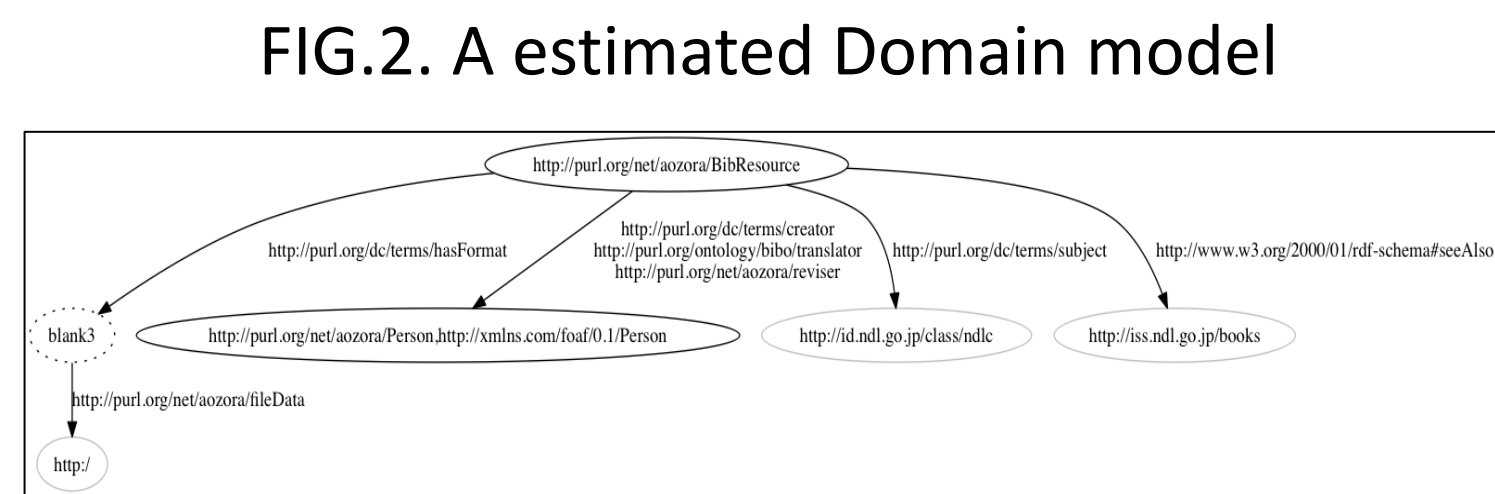 FIG.2. A estimated Domain model
http://purl.org/net/aozora/BibResource
http://purl.org/dc/terms/hasFormat
http://purl.org/dc/terms/creator
http://purl.org/ontology/bibo/translator
http://purl.org/net/aozora/reviser
http://purl.org/dc/terms/subject
http://www.w3.org/2000/01/rdf-schema#seeAlso
blank3
http://purl.org/net/aozora/Person,http://xmlns.com/foaf/0.1/Person
http://id.ndl.go.jp/class/ndlc
http://iss.ndl.go.jp/books
http://purl.org/net/aozora/fileData
http:/